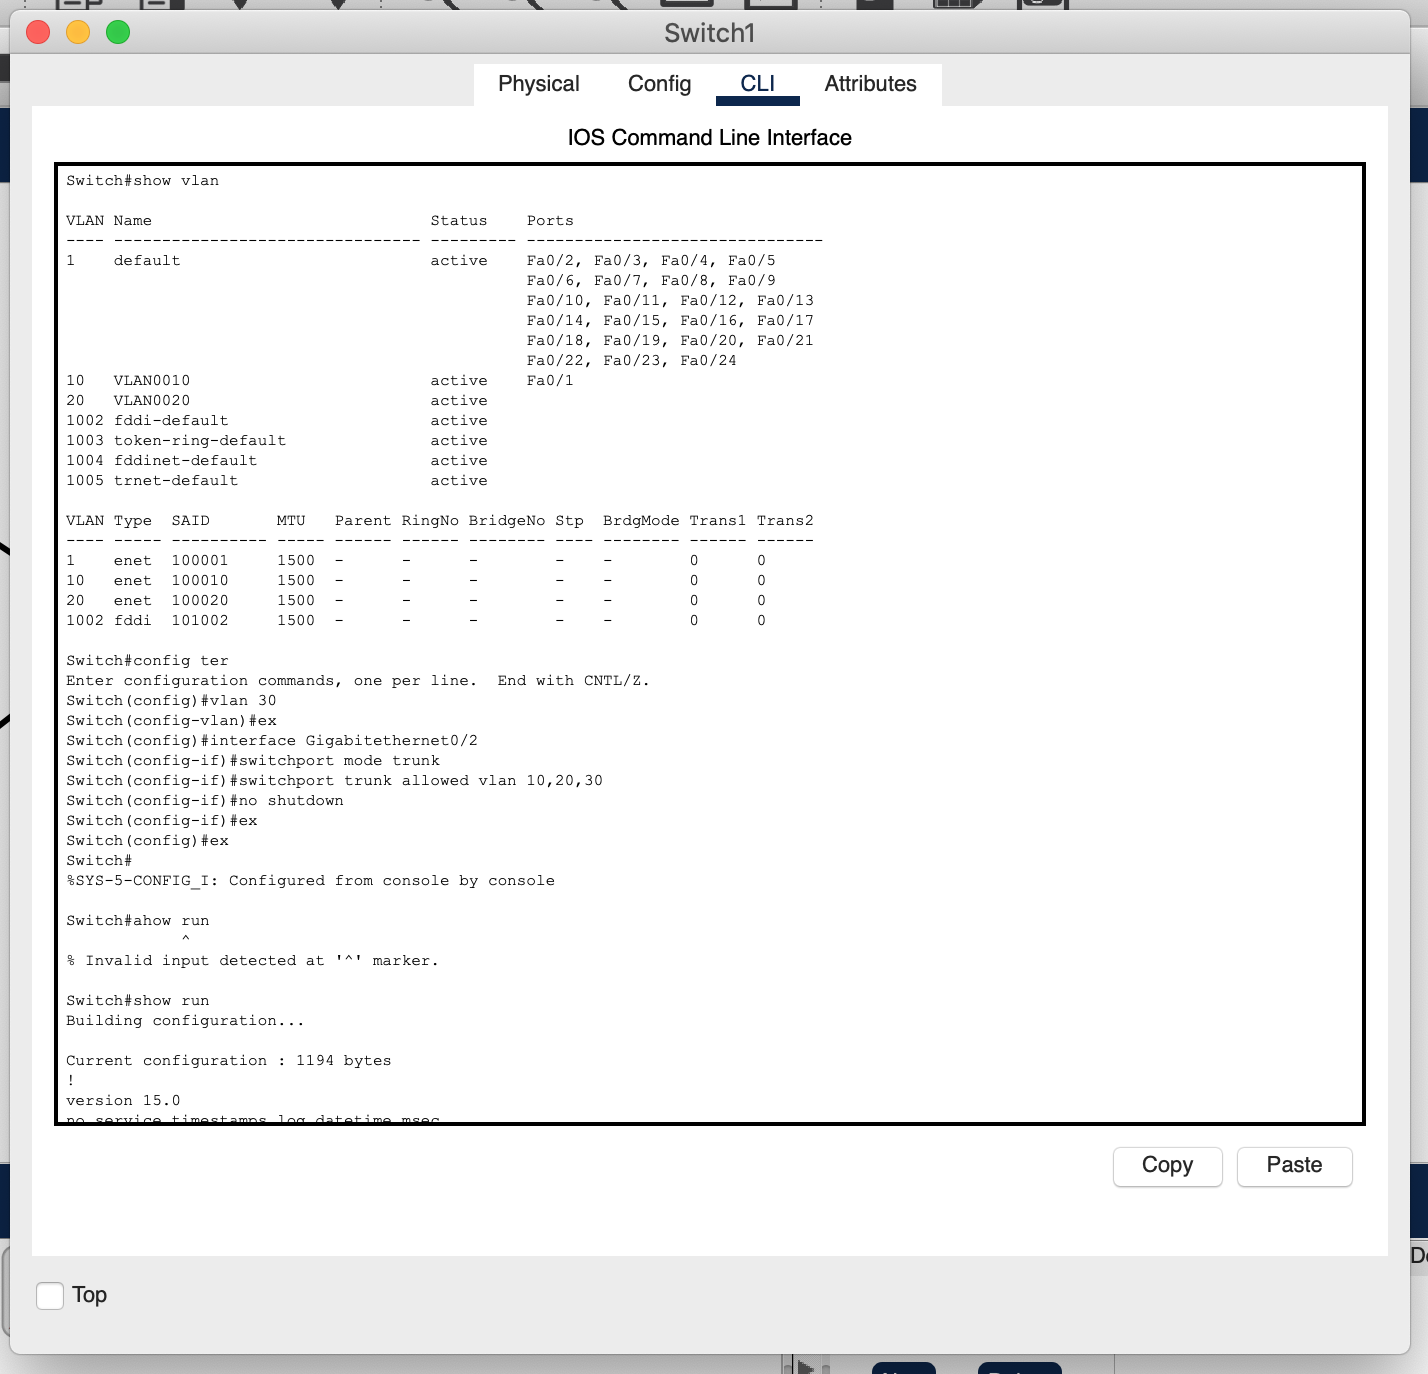 Switch1
Physical Config CLI Attributes
IOS Command Line Interface
Switch#show vlan
VLAN Name                             Status    Ports
---- -------------------------------- --------- -------------------------------
1    default                          active    Fa0/2, Fa0/3, Fa0/4, Fa0/5
                                                Fa0/6, Fa0/7, Fa0/8, Fa0/9
                                                Fa0/10, Fa0/11, Fa0/12, Fa0/13
                                                Fa0/14, Fa0/15, Fa0/16, Fa0/17
                                                Fa0/18, Fa0/19, Fa0/20, Fa0/21
                                                Fa0/22, Fa0/23, Fa0/24
10   VLAN0010                         active    Fa0/1
20   VLAN0020                         active
1002 fddi-default                     active
1003 token-ring-default               active
1004 fddinet-default                  active
1005 trnet-default                    active
VLAN Type  SAID       MTU   Parent RingNo BridgeNo Stp  BrdgMode Trans1 Trans2
---- ----- ---------- ----- ------ ------ -------- ---- -------- ------ ------
1    enet  100001     1500  -      -      -        -    -        0      0
10   enet  100010     1500  -      -      -        -    -        0      0
20   enet  100020     1500  -      -      -        -    -        0      0
1002 fddi  101002     1500  -      -      -        -    -        0      0
Switch#config ter
Enter configuration commands, one per line.  End with CNTL/Z.
Switch(config)#vlan 30
Switch(config-vlan)#ex
Switch(config)#interface Gigabitethernet0/2
Switch(config-if)#switchport mode trunk
Switch(config-if)#switchport trunk allowed vlan 10,20,30
Switch(config-if)#no shutdown
Switch(config-if)#ex
Switch(config)#ex
Switch#
%SYS-5-CONFIG_I: Configured from console by console
Switch#ahow run
            ^
% Invalid input detected at '^' marker.
Switch#show run
Building configuration...
Current configuration : 1194 bytes
!
version 15.0
no service timestamps log datetime msec
Copy Paste
Top